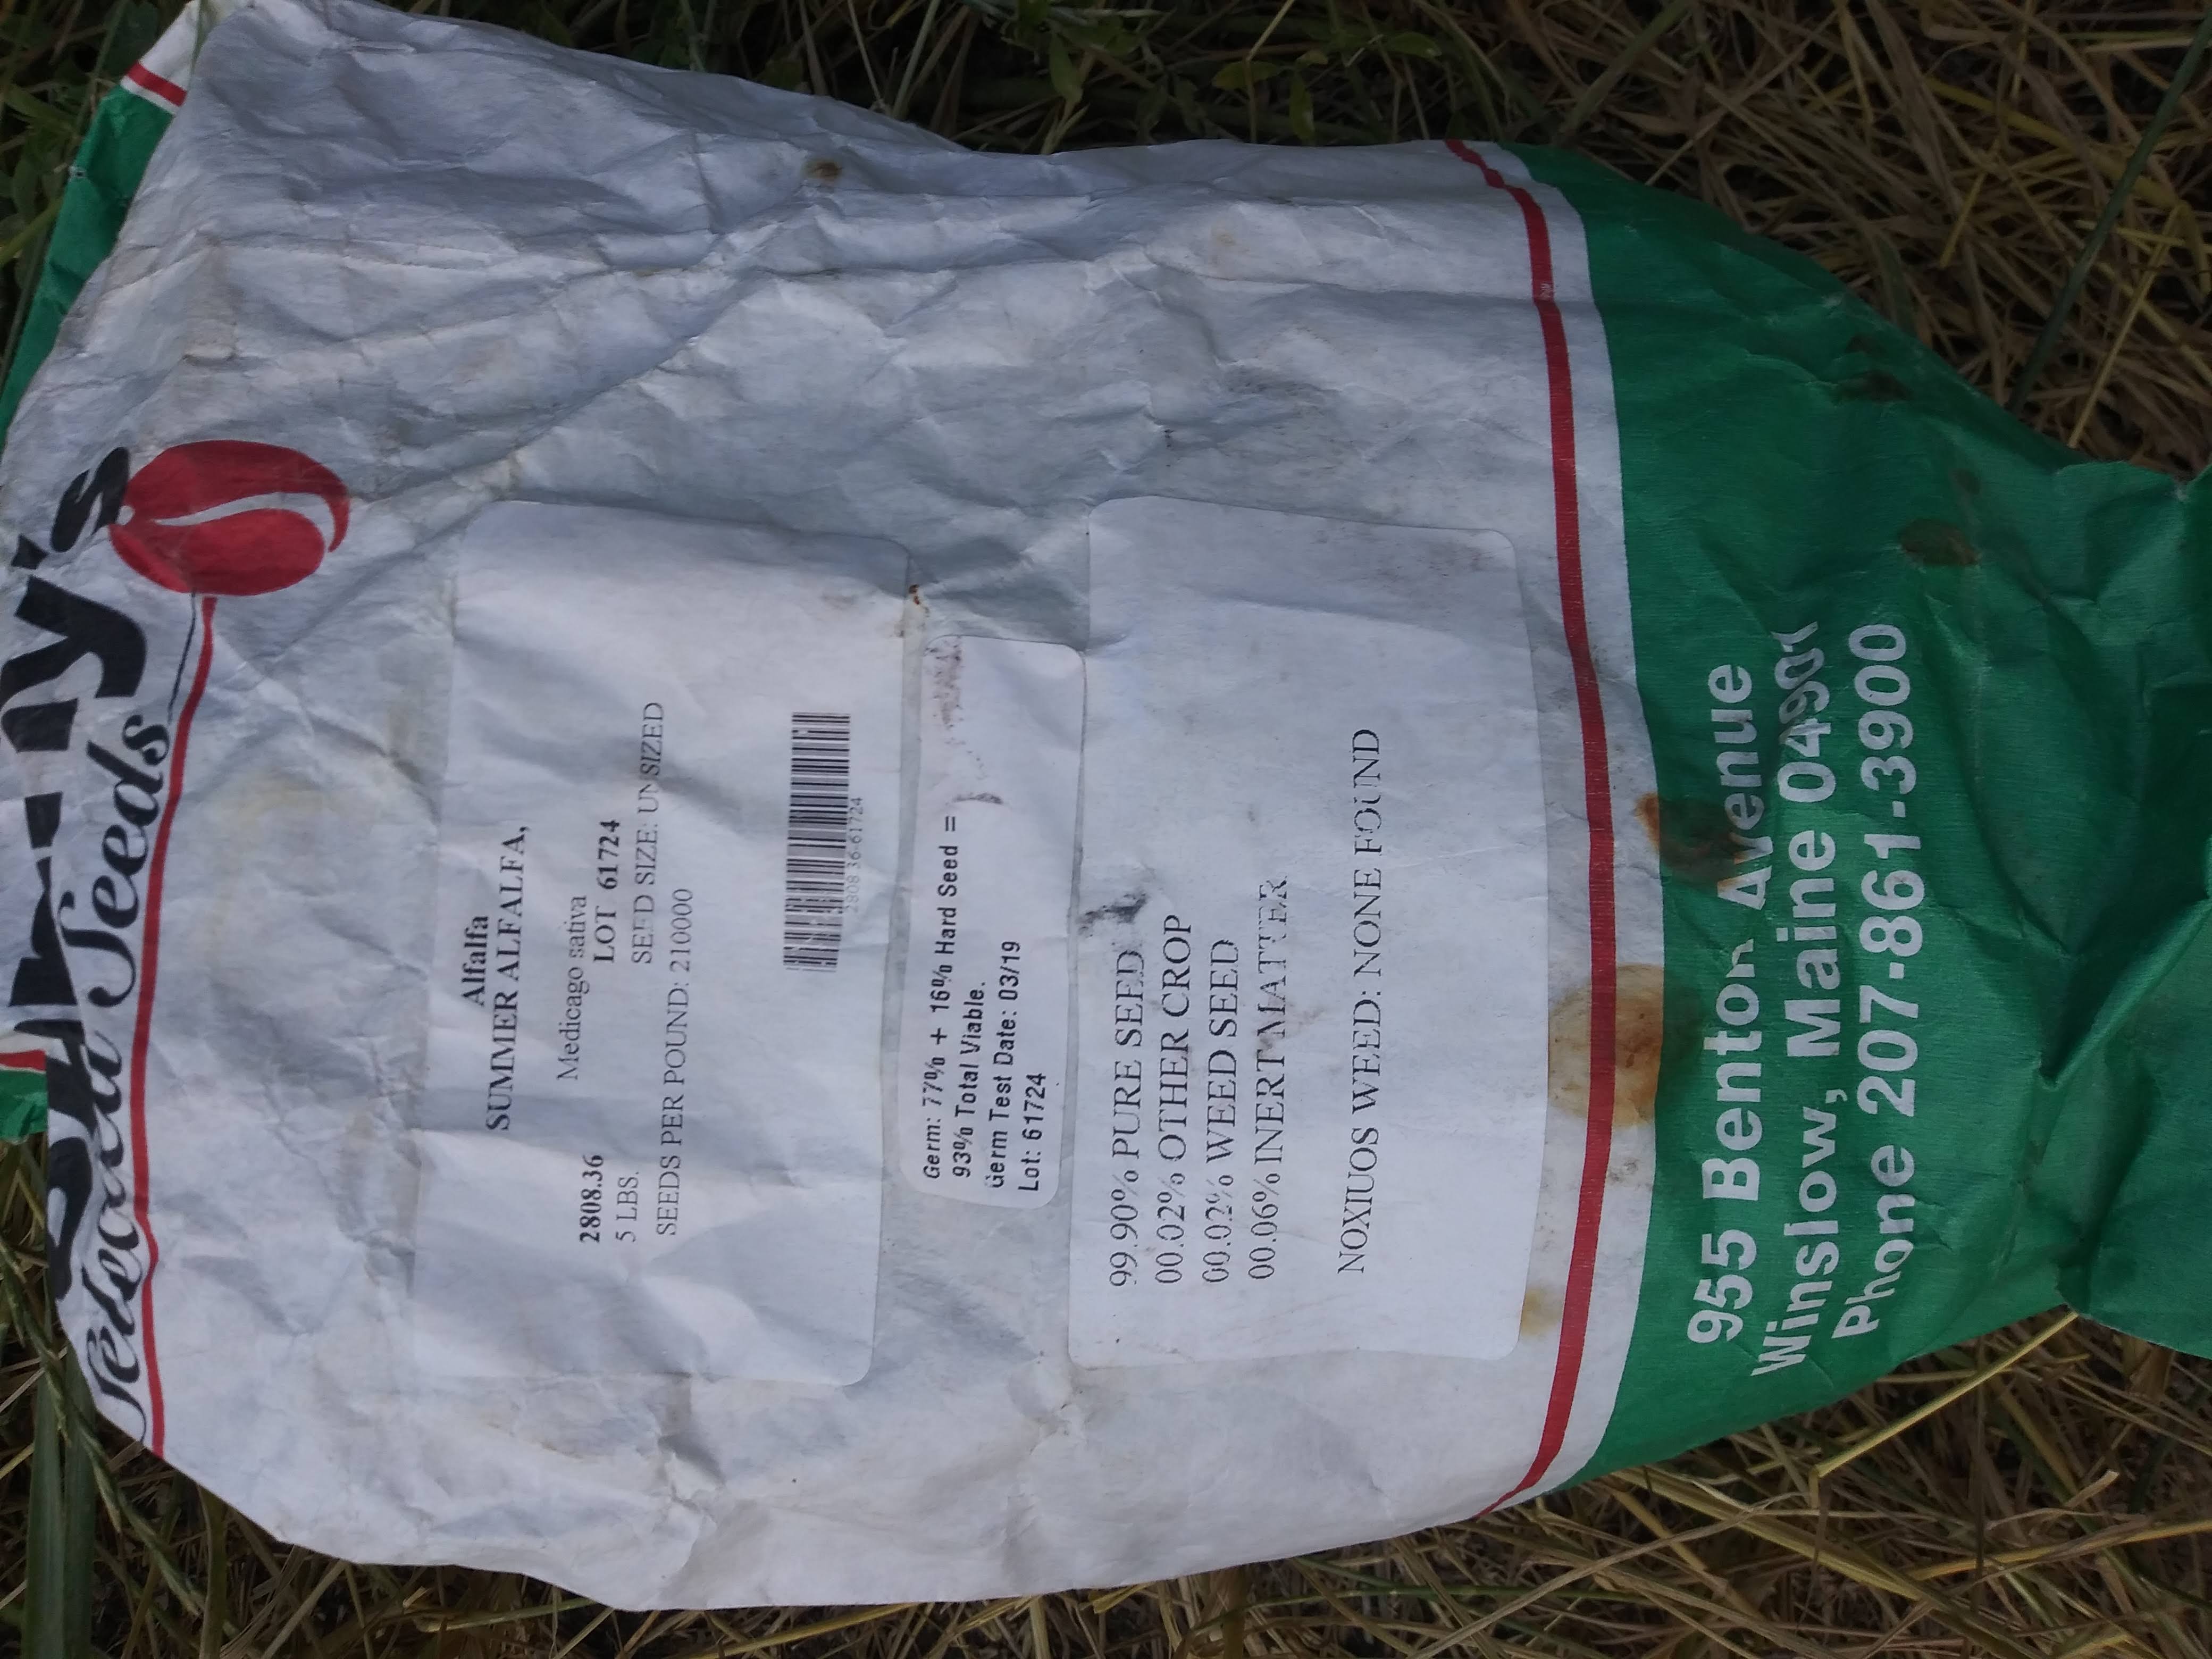 ny's
Selected Seeds
Alfalfa
SUMMER ALFALFA,
Medicago sativa
2808.36 LOT 61724
5 LBS. SEED SIZE: UNSIZED
SEEDS PER POUND: 210000
2808 36-61724
Germ: 77% + 16% Hard Seed =
93% Total Viable.
Germ Test Date: 03/19
Lot: 61724
99.90% PURE SEED
00.02% OTHER CROP
00.02% WEED SEED
00.06% INERT MATTER
NOXIUOS WEED: NONE FOUND
955 Benton Avenue
Winslow, Maine
Phone 207-861-3900